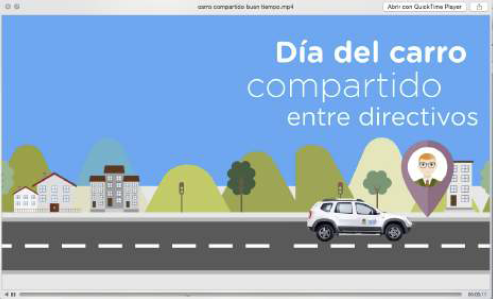 carro compartido buen tiempo.mp4
Abrir con QuickTime Player
Día del carro
compartido
entre directivos